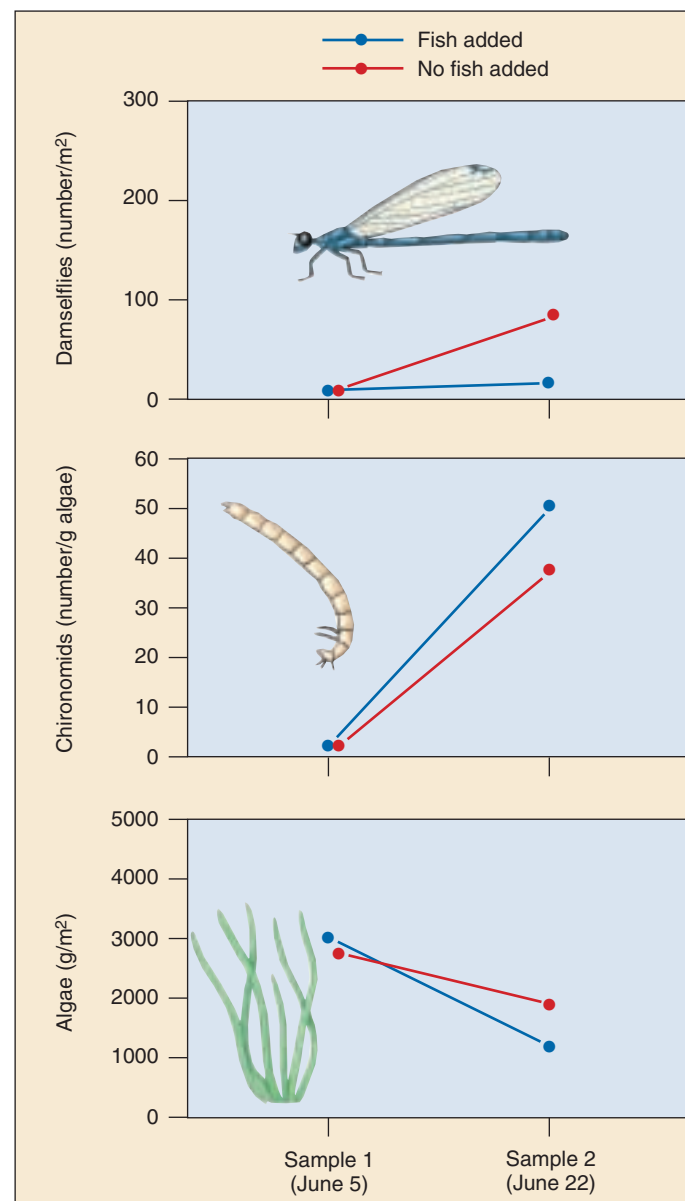 Fish added
No fish added
Damselflies (number/m²)
300
200
100
0
Chironomids (number/g algae)
60
50
40
30
20
10
0
Algae (g/m²)
5000
4000
3000
2000
1000
0
Sample 1
(June 5)
Sample 2
(June 22)